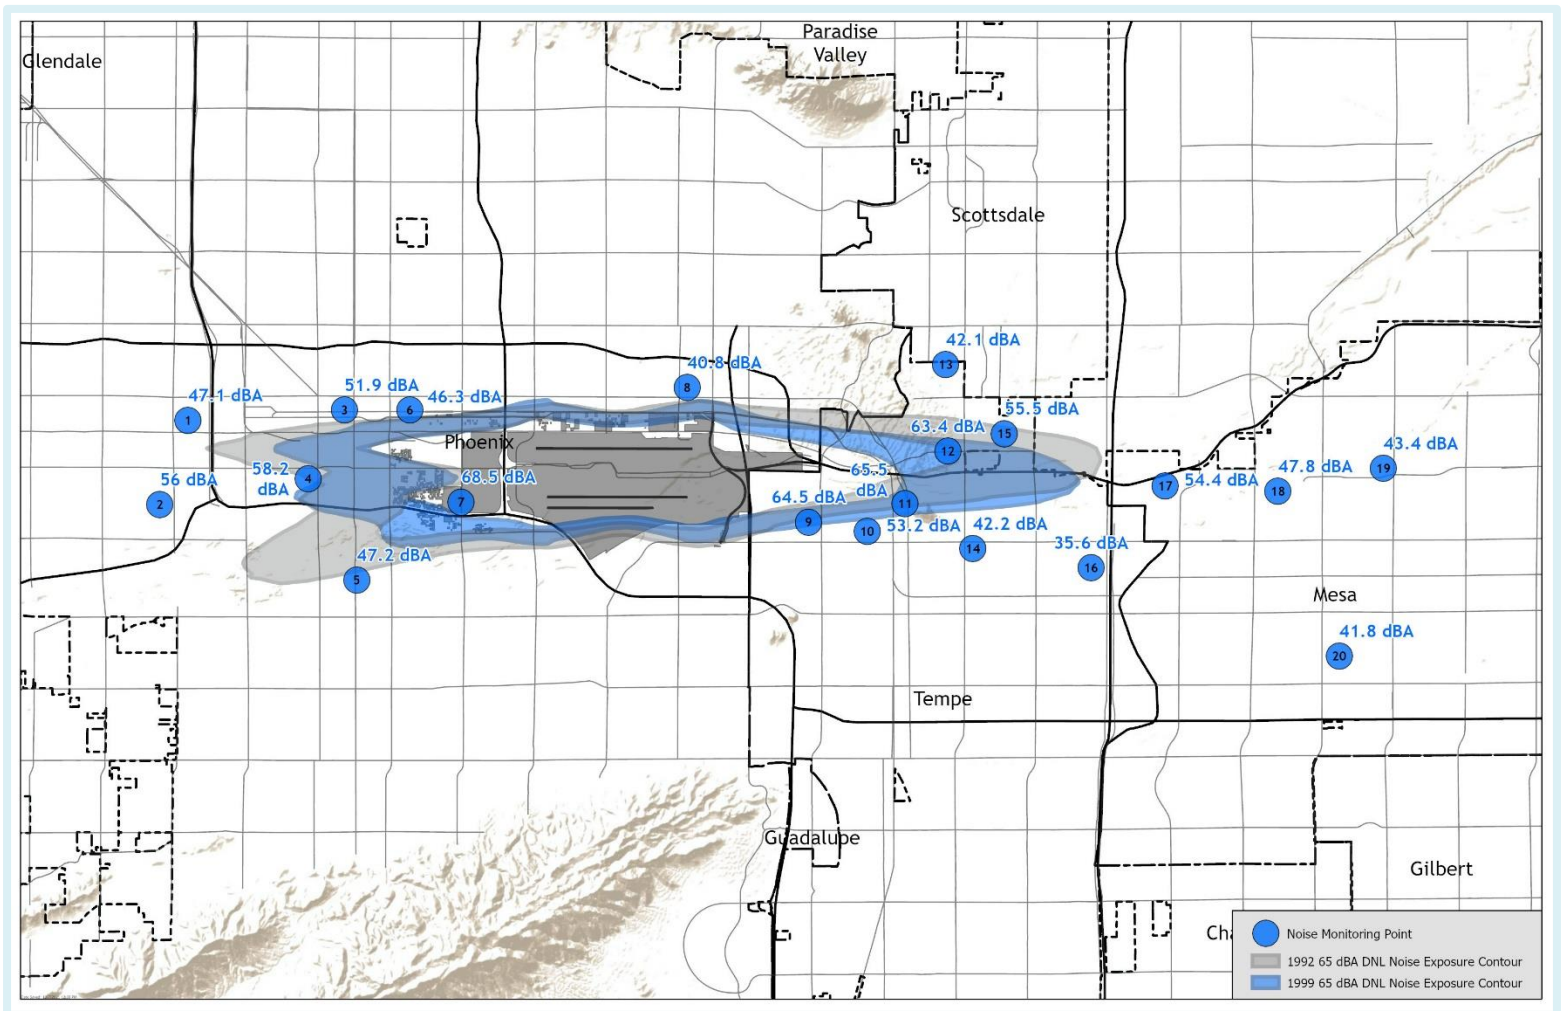 Paradise
Valley
Glendale
Scottsdale
42.1 dBA
13
40.8 dBA
8
47.1 dBA
1
51.9 dBA
3
46.3 dBA
6
55.5 dBA
15
63.4 dBA
12
Phoenix
58.2
dBA
4
56 dBA
2
68.5 dBA
7
65.5
dBA
11
64.5 dBA
9
53.2 dBA
10
42.2 dBA
14
35.6 dBA
16
54.4 dBA
17
47.8 dBA
18
43.4 dBA
19
47.2 dBA
5
Mesa
41.8 dBA
20
Tempe
Guadalupe
Gilbert
Cha
Noise Monitoring Point
1992 65 dBA DNL Noise Exposure Contour
1999 65 dBA DNL Noise Exposure Contour